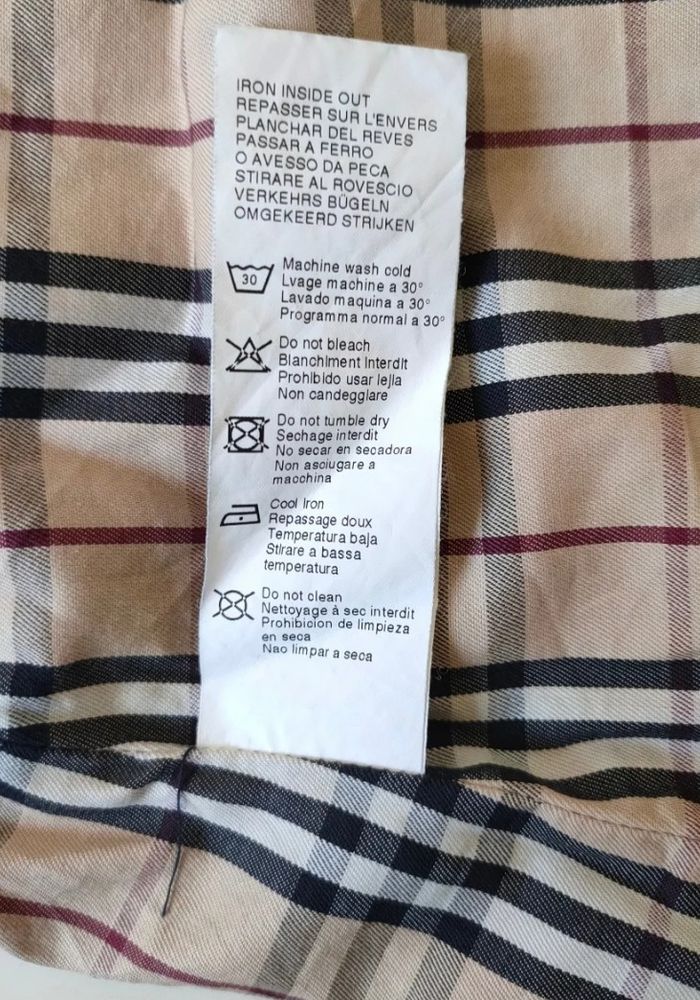 IRON INSIDE OUT
REPASSER SUR L'ENVERS
PLANCHAR DEL REVES
PASSAR A FERRO
O AVESSO DA PECA
STIRARE AL ROVESCIO
VERKEHRS BÜGELN
OMGEKEERD STRIJKEN
30
Machine wash cold
Lvage machine a 30°
Lavado maquina a 30°
Programma normal a 30°
Do not bleach
Blanchiment Interdit
Prohibido usar lejia
Non candeggiare
Do not tumble dry
Sechage interdit
No secar en secadora
Non asciugare a
macchina
Cool Iron
Repassage doux
Temperatura baja
Stirare a bassa
temperatura
Do not clean
Nettoyage à sec interdit
Prohibicion de limpieza
en seca
Nao limpar a seca